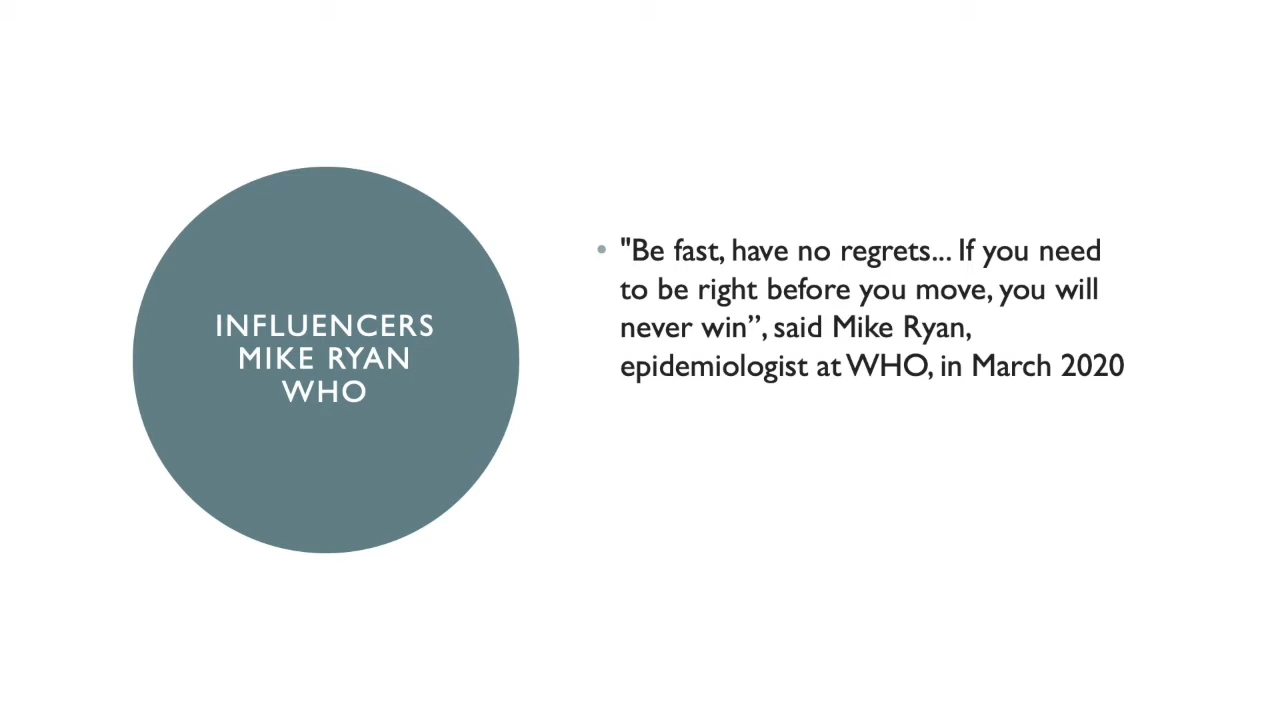 INFLUENCERS
MIKE RYAN
WHO
• "Be fast, have no regrets... If you need
to be right before you move, you will
never win”, said Mike Ryan,
epidemiologist at WHO, in March 2020